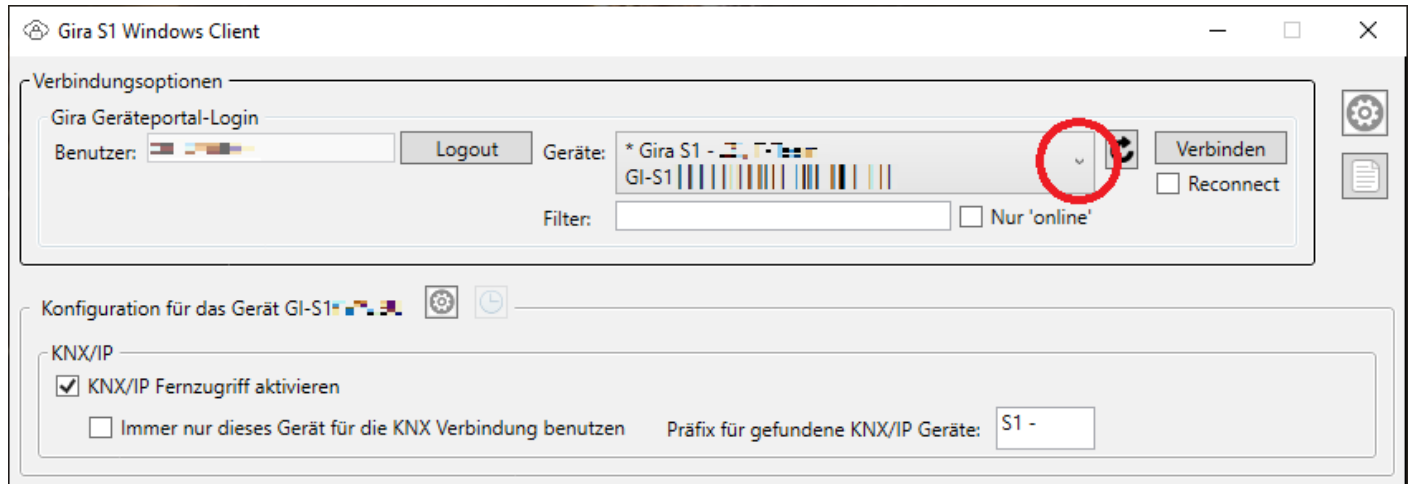 Gira S1 Windows Client
Verbindungsoptionen
Gira Geräteportal-Login
Benutzer:
Logout
Geräte:
* Gira S1 -
GI-S1
Verbinden
Reconnect
Filter:
Nur 'online'
Konfiguration für das Gerät GI-S1
KNX/IP
KNX/IP Fernzugriff aktivieren
Immer nur dieses Gerät für die KNX Verbindung benutzen
Präfix für gefundene KNX/IP Geräte:
S1 -